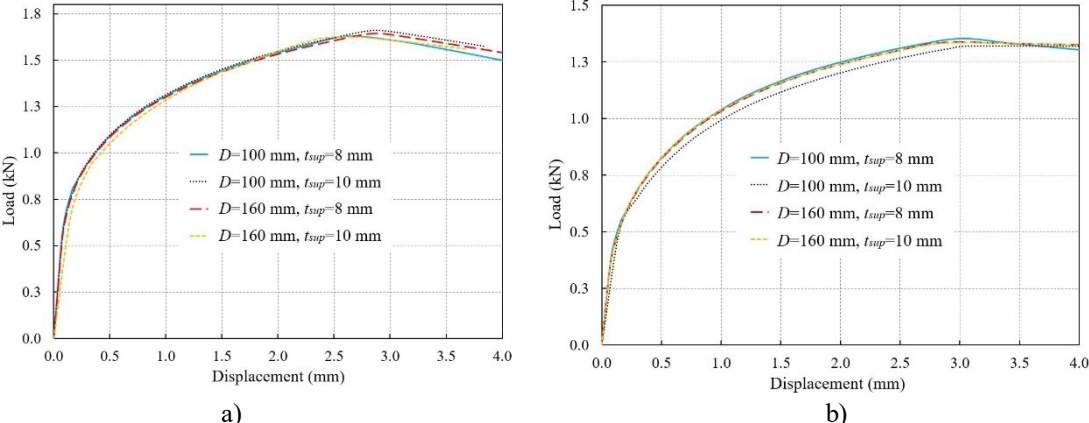 1.8
1.5
1.3
1.0
0.8
0.5
0.3
0.0
Load (kN)
D=100 mm, tsup=8 mm
D=100 mm, tsup=10 mm
D=160 mm, tsup=8 mm
D=160 mm, tsup=10 mm
0.0 0.5 1.0 1.5 2.0 2.5 3.0 3.5 4.0
Displacement (mm)
a)
1.5
1.3
1.0
0.8
0.5
0.3
0.0
Load (kN)
D=100 mm, tsup=8 mm
D=100 mm, tsup=10 mm
D=160 mm, tsup=8 mm
D=160 mm, tsup=10 mm
0.0 0.5 1.0 1.5 2.0 2.5 3.0 3.5 4.0
Displacement (mm)
b)